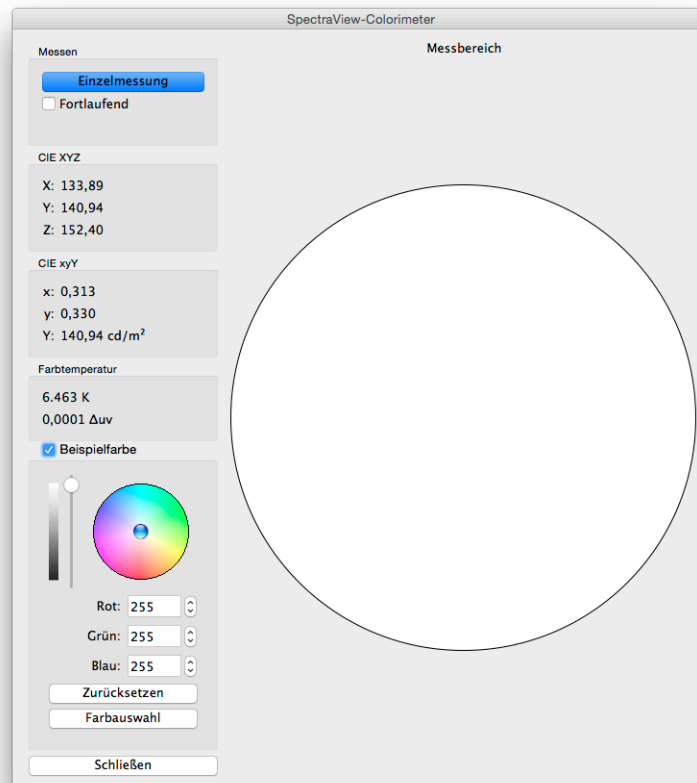 SpectraView-Colorimeter
Messen
Einzelmessung
Fortlaufend
CIE XYZ
X: 133,89
Y: 140,94
Z: 152,40
CIE xyY
x: 0,313
y: 0,330
Y: 140,94 cd/m²
Farbtemperatur
6.463 K
0,0001 Δuv
Beispielfarbe
Rot: 255
Grün: 255
Blau: 255
Zurücksetzen
Farbauswahl
Schließen
Messbereich